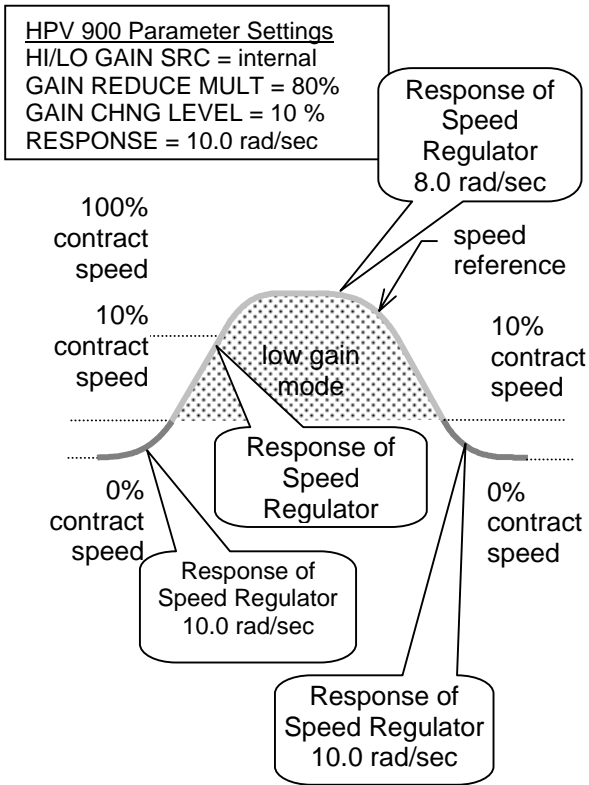 HPV 900 Parameter Settings
HI/LO GAIN SRC = internal
GAIN REDUCE MULT = 80%
GAIN CHNG LEVEL = 10 %
RESPONSE = 10.0 rad/sec
Response of
Speed
Regulator
8.0 rad/sec
100%
contract
speed
speed
reference
10%
contract
speed
10%
contract
speed
low gain
mode
Response of
Speed
Regulator
0%
contract
speed
0%
contract
speed
Response of
Speed Regulator
10.0 rad/sec
Response of
Speed Regulator
10.0 rad/sec